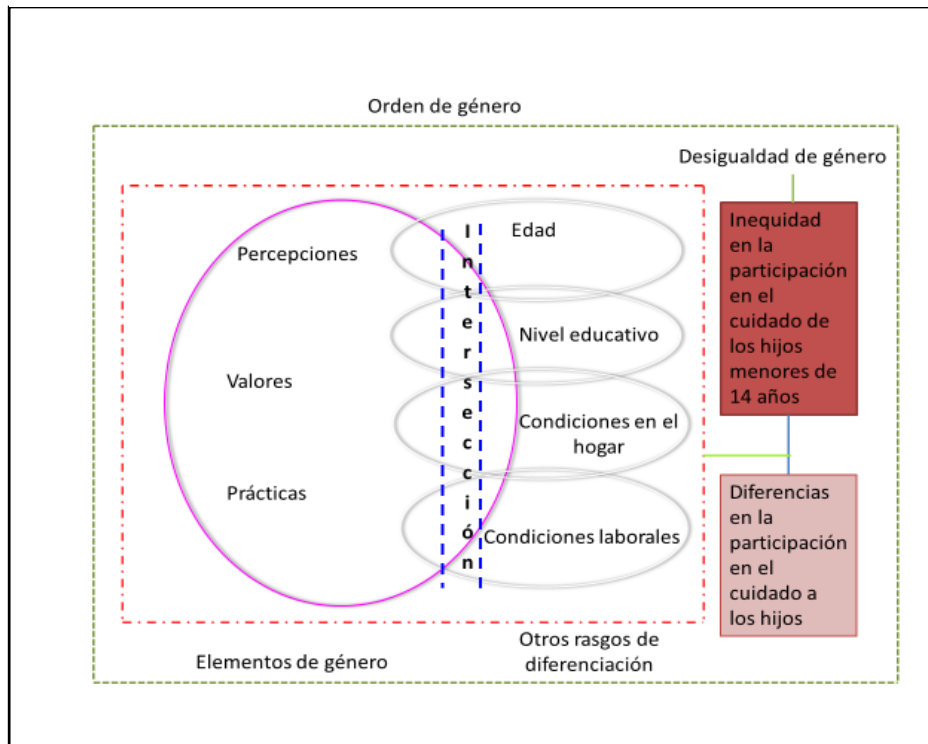 Orden de género
Desigualdad de género
Percepciones
Valores
Prácticas
Intersección
Edad
Nivel educativo
Condiciones en el
hogar
Condiciones laborales
Inequidad
en la
participación
en el
cuidado de
los hijos
menores de
14 años
Diferencias
en la
participación
en el
cuidado a
los hijos
Elementos de género
Otros rasgos de
diferenciación